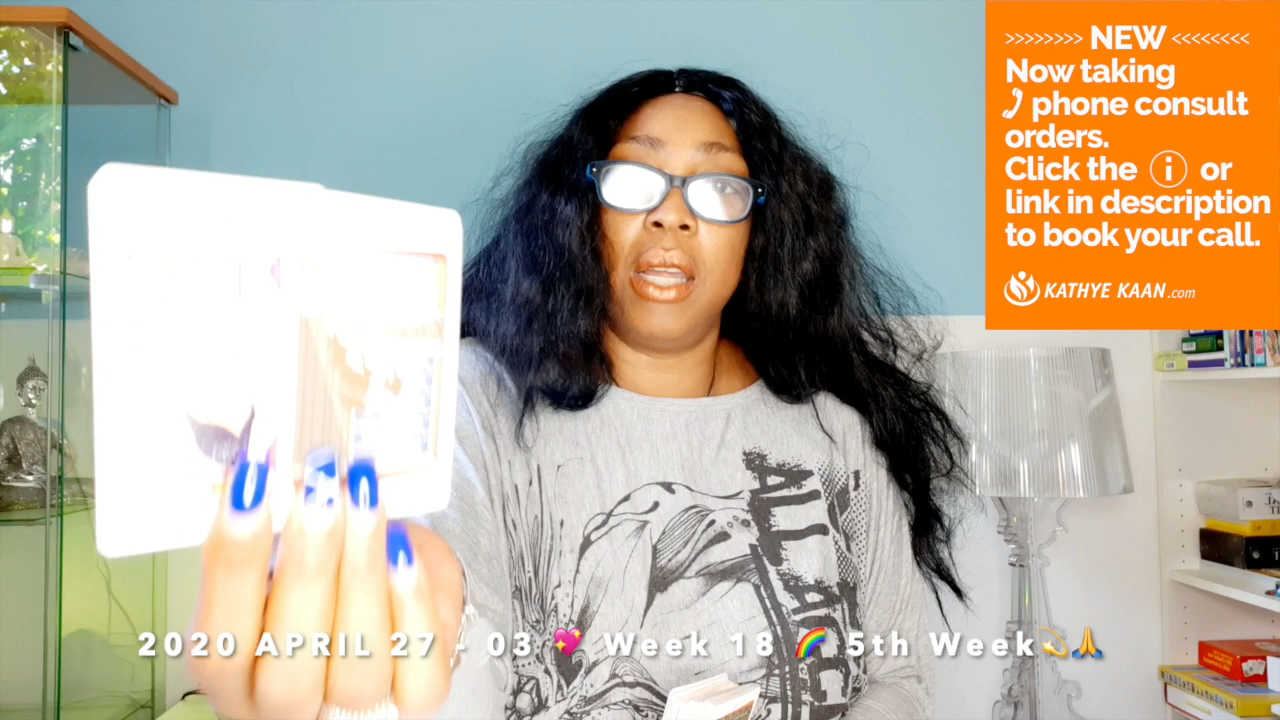 >>>>>>>> NEW <<<<<<<<
Now taking
phone consult
orders.
Click the ⓘ or
link in description
to book your call.
KATHYE KAAN.com
ALL
2020 APRIL 27 - 03 💖 Week 18 🌈 5th Week💫🙏